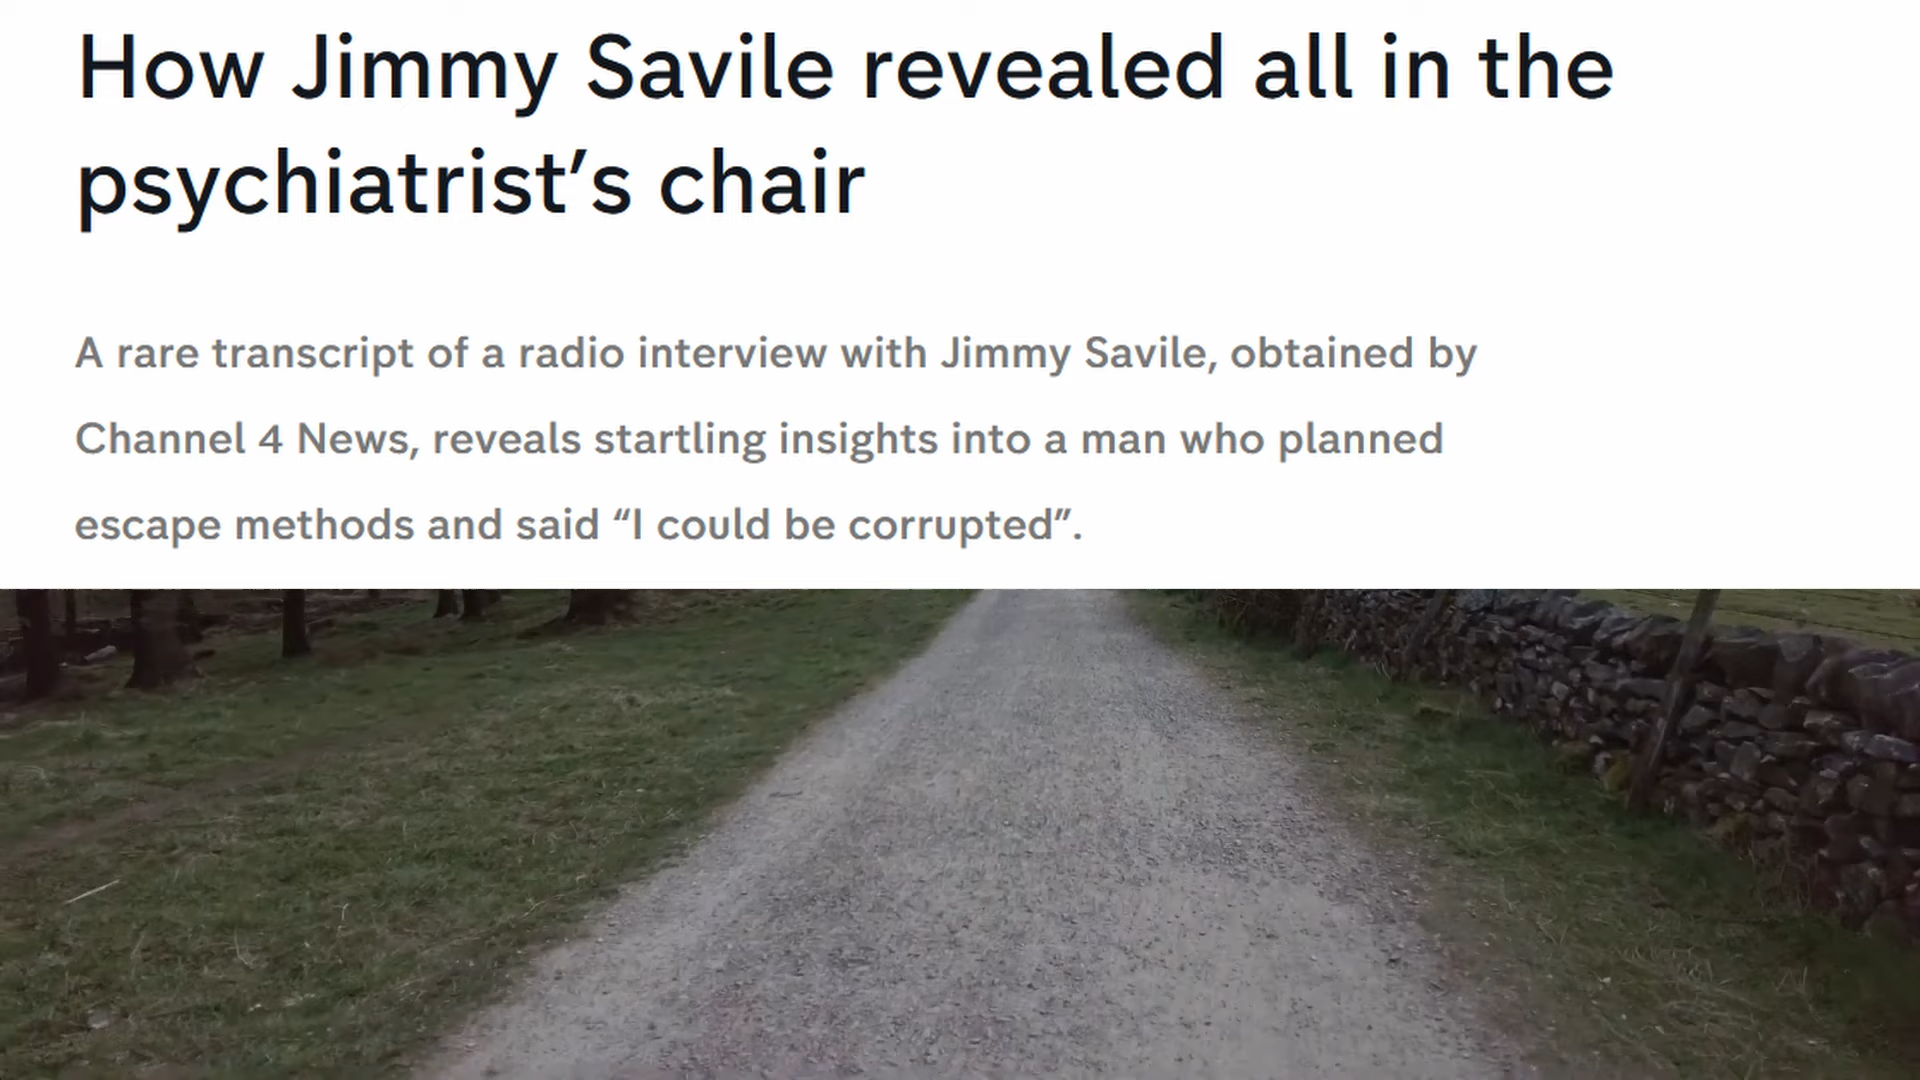 How Jimmy Savile revealed all in the
psychiatrist’s chair
A rare transcript of a radio interview with Jimmy Savile, obtained by
Channel 4 News, reveals startling insights into a man who planned
escape methods and said “I could be corrupted”.